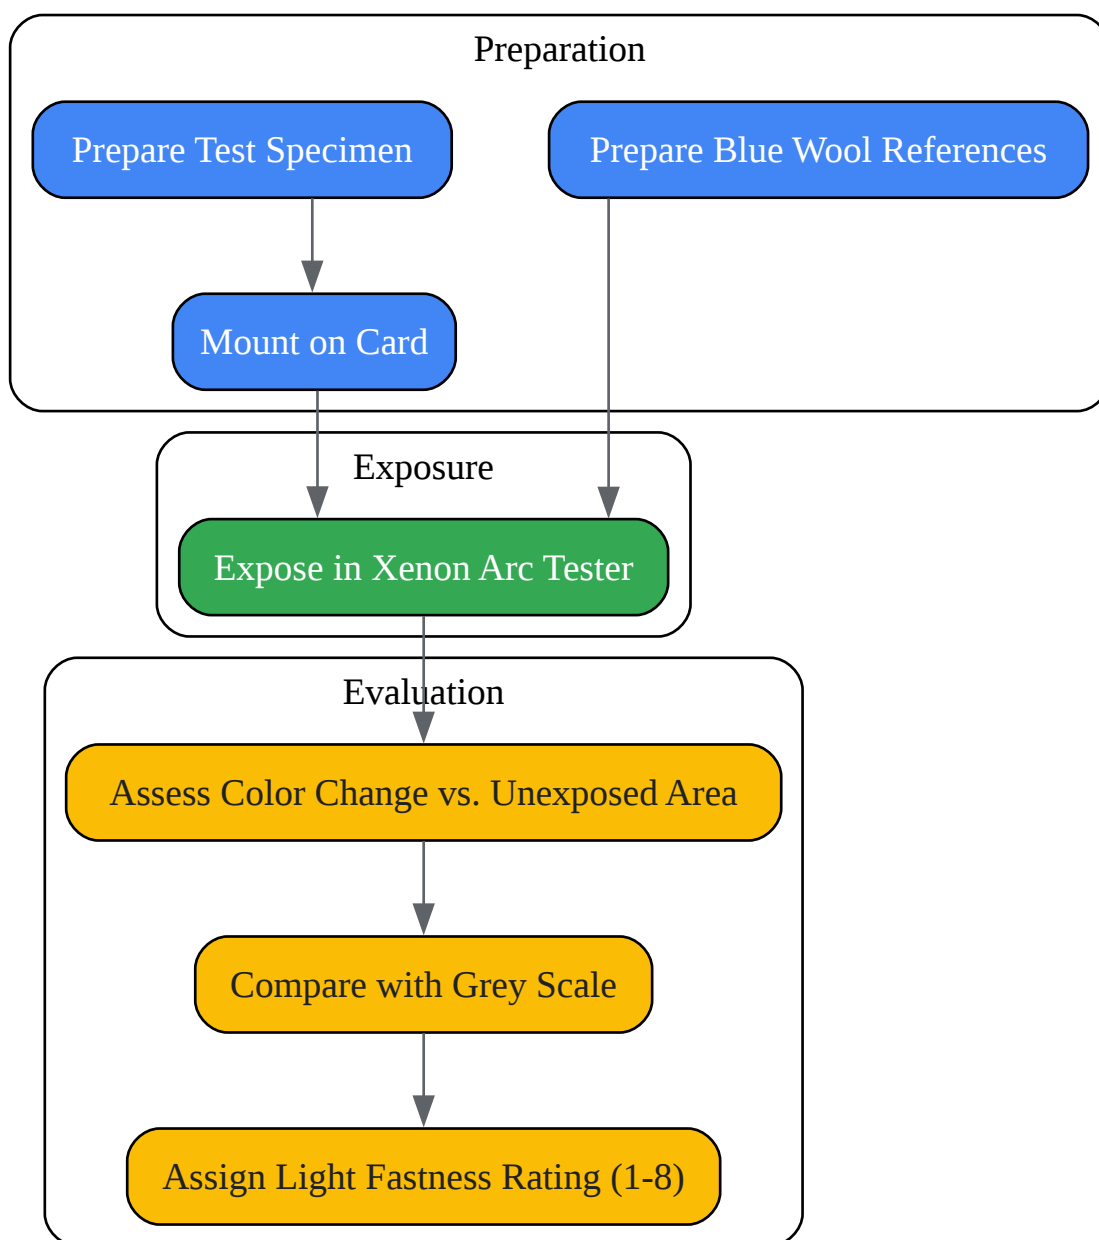 Preparation
Prepare Test Specimen
Prepare Blue Wool References
Mount on Card
Exposure
Expose in Xenon Arc Tester
Evaluation
Assess Color Change vs. Unexposed Area
Compare with Grey Scale
Assign Light Fastness Rating (1-8)